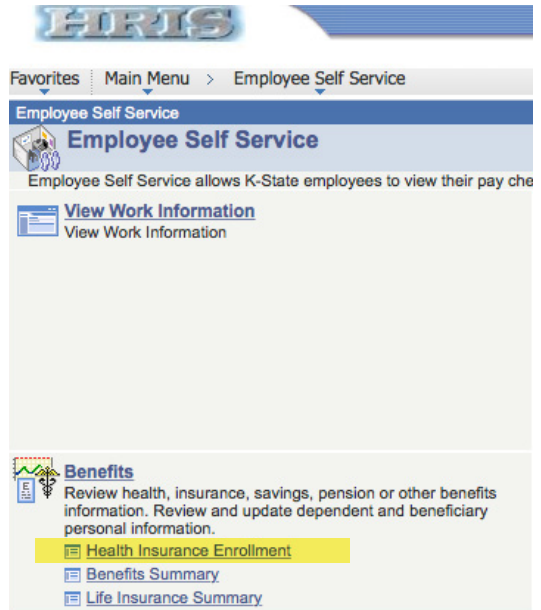 HRIS
Favorites Main Menu > Employee Self Service
Employee Self Service
Employee Self Service
Employee Self Service allows K-State employees to view their pay che
View Work Information
View Work Information
Benefits
Review health, insurance, savings, pension or other benefits
information. Review and update dependent and beneficiary
personal information.
Health Insurance Enrollment
Benefits Summary
Life Insurance Summary